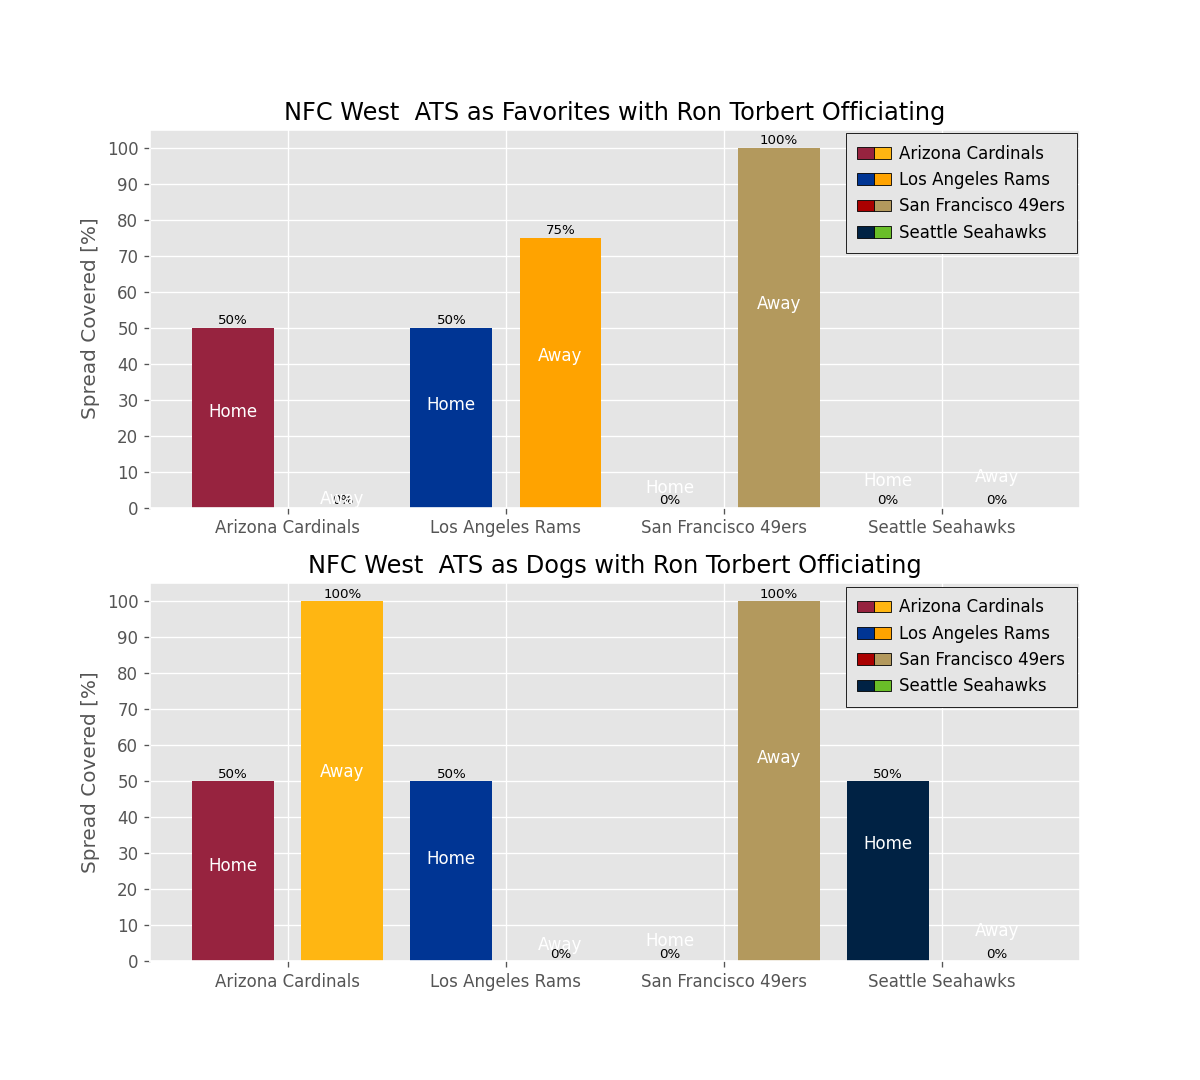 NFC West  ATS as Favorites with Ron Torbert Officiating
Spread Covered [%]
100
90
80
70
60
50
40
30
20
10
0
50%
Home
0%
Away
50%
Home
75%
Away
0%
Home
100%
Away
0%
Home
0%
Away
Arizona Cardinals
Los Angeles Rams
San Francisco 49ers
Seattle Seahawks
Arizona Cardinals
Los Angeles Rams
San Francisco 49ers
Seattle Seahawks
NFC West  ATS as Dogs with Ron Torbert Officiating
Spread Covered [%]
100
90
80
70
60
50
40
30
20
10
0
50%
Home
100%
Away
50%
Home
0%
Away
0%
Home
100%
Away
50%
Home
0%
Away
Arizona Cardinals
Los Angeles Rams
San Francisco 49ers
Seattle Seahawks
Arizona Cardinals
Los Angeles Rams
San Francisco 49ers
Seattle Seahawks